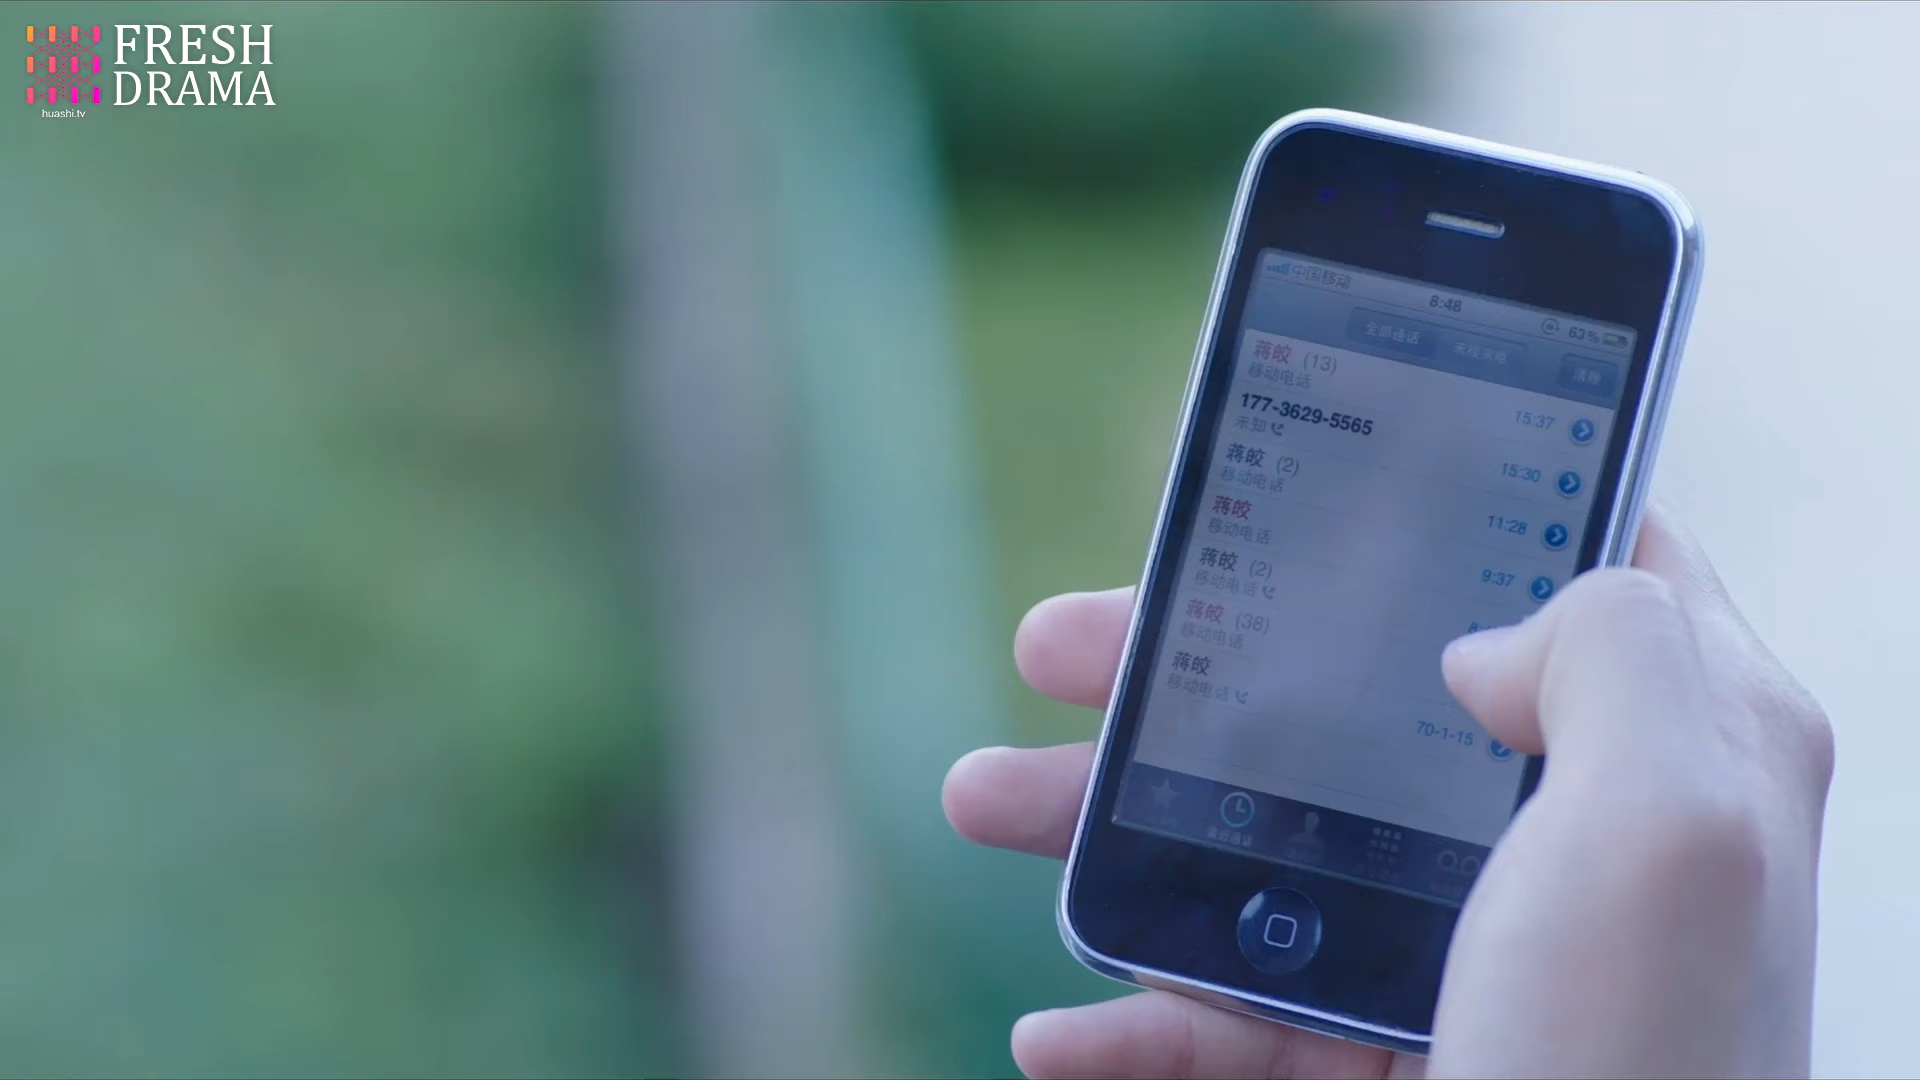 FRESH
DRAMA
huashi.tv
中国移动
8:48
63%
全部通话
未接来电
清除
蒋皎 (13)
移动电话
15:37
177-3629-5565
未知
15:30
蒋皎 (2)
移动电话
11:28
蒋皎
移动电话
9:37
蒋皎 (2)
移动电话
蒋皎 (38)
移动电话
蒋皎
移动电话
70-1-15
最近通话